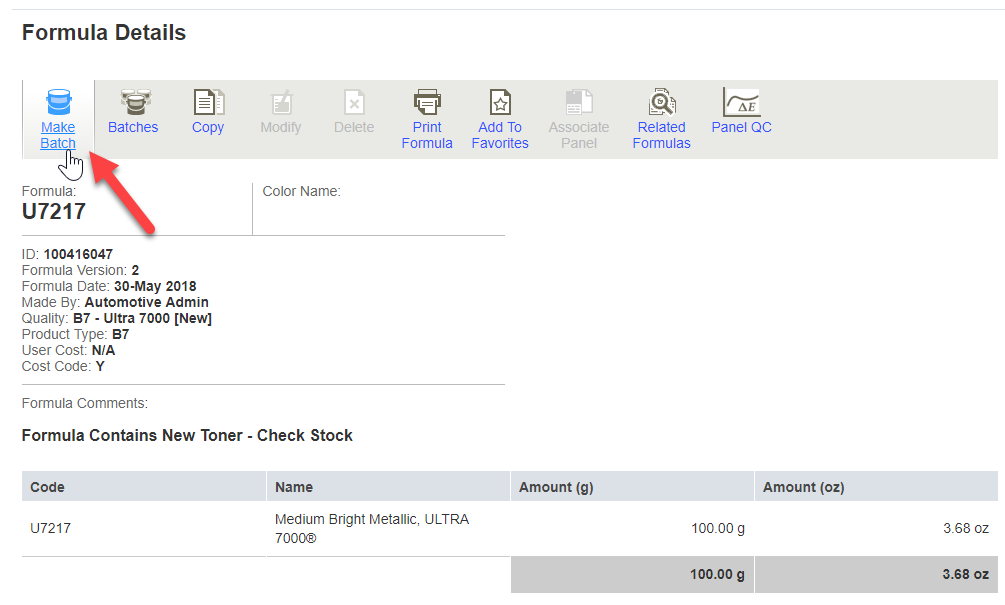 Formula Details
Make Batches Copy Modify Delete Print Add To Associate Related Panel QC
Batch Formula Favorites Panel Formulas
ΔE
Formula: Color Name:
U7217
ID: 100416047
Formula Version: 2
Formula Date: 30-May 2018
Made By: Automotive Admin
Quality: B7 - Ultra 7000 [New]
Product Type: B7
User Cost: N/A
Cost Code: Y
Formula Comments:
Formula Contains New Toner - Check Stock
Code Name Amount (g) Amount (oz)
U7217 Medium Bright Metallic, ULTRA 100.00 g 3.68 oz
7000®
100.00 g 3.68 oz